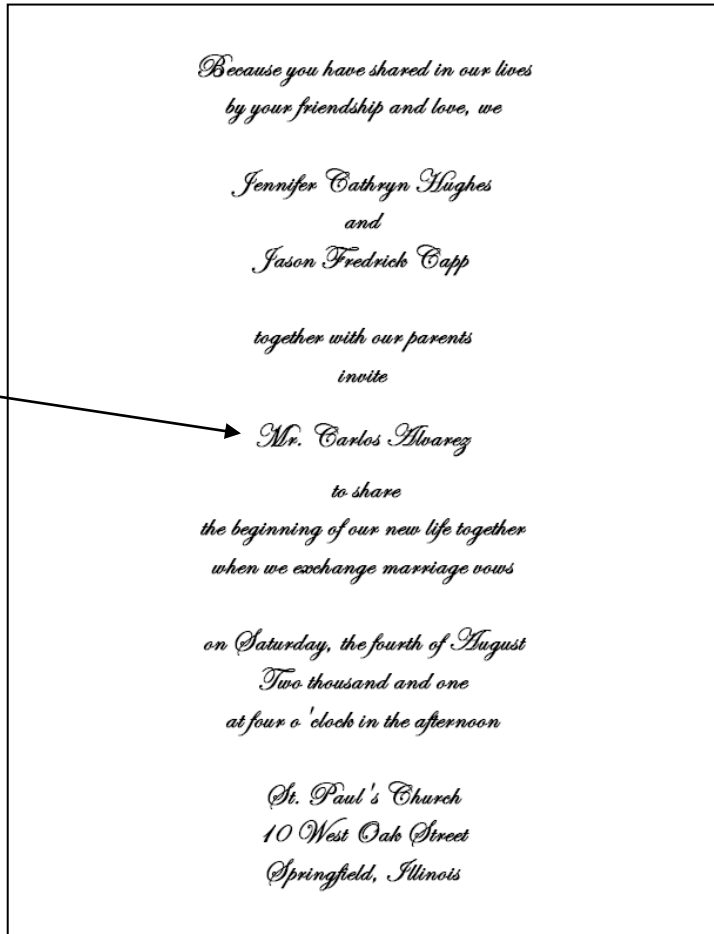 Because you have shared in our lives
by your friendship and love, we
Jennifer Cathryn Hughes
and
Jason Fredrick Capp
together with our parents
invite
Mr. Carlos Alvarez
to share
the beginning of our new life together
when we exchange marriage vows
on Saturday, the fourth of August
Two thousand and one
at four o'clock in the afternoon
St. Paul's Church
10 West Oak Street
Springfield, Illinois